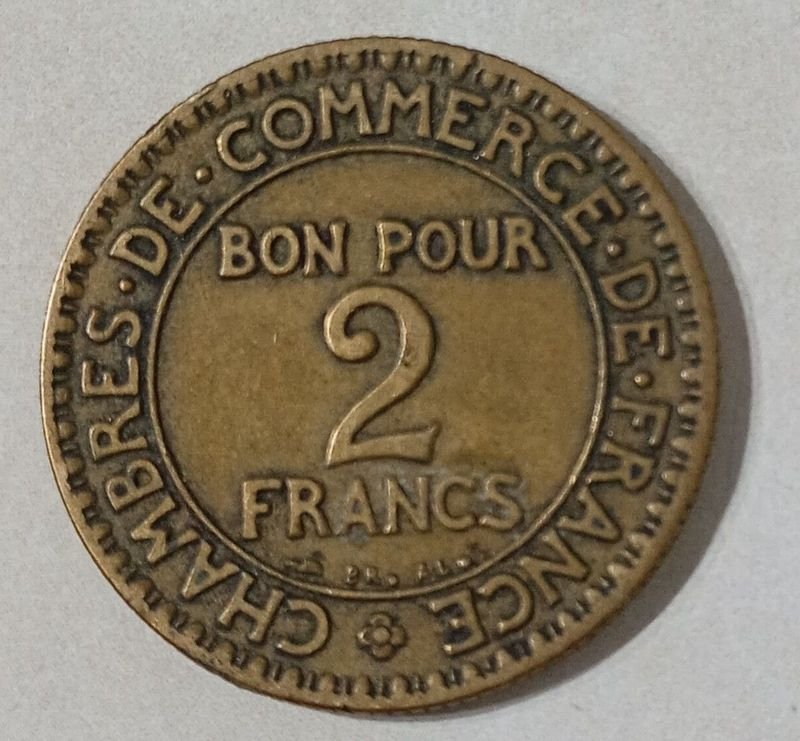 CHAMBRES·DE·COMMERCE·DE·FRANCE
BON POUR
2
FRANCS